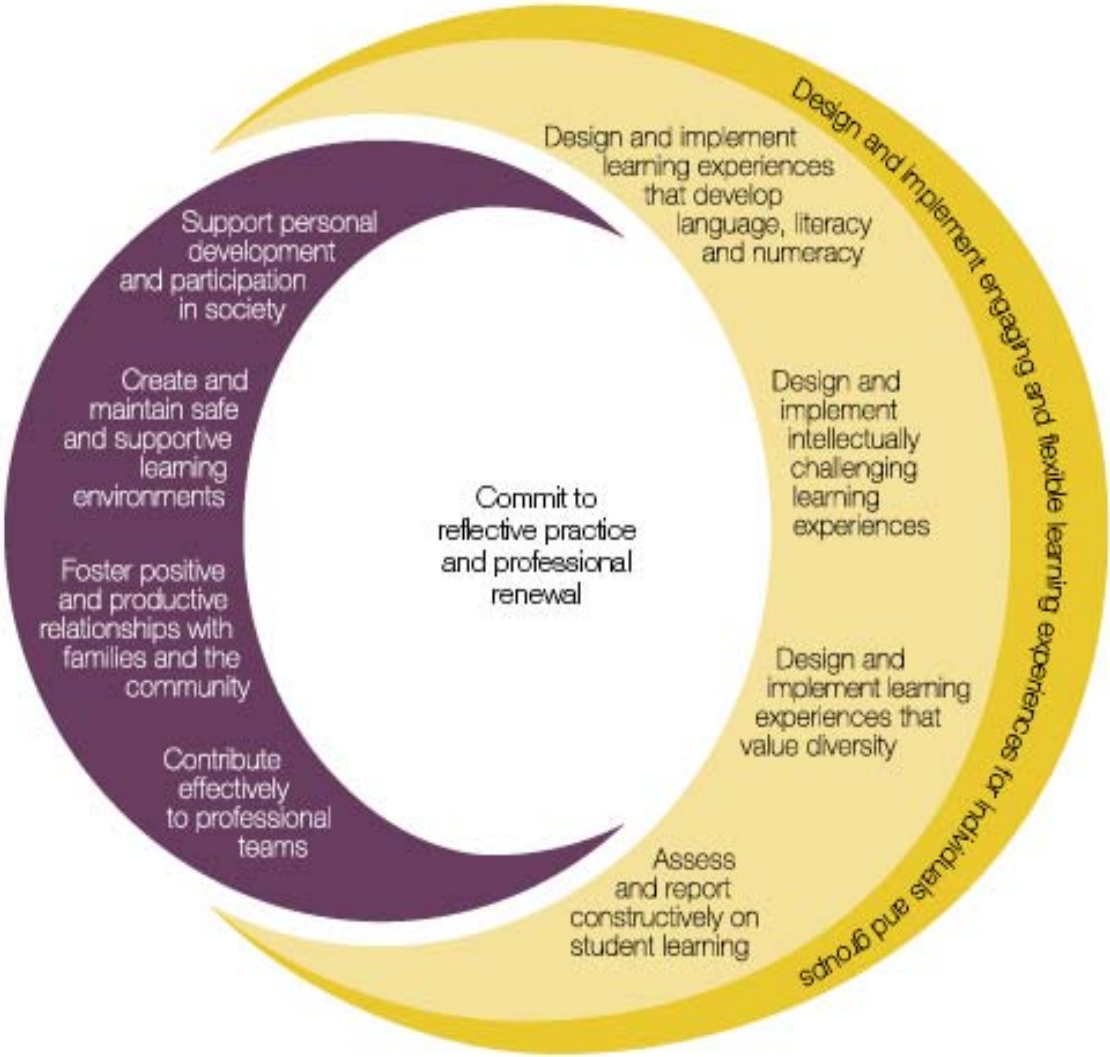 Design and implement engaging and flexible learning experiences for individuals and groups
Design and implement
learning experiences
that develop
language, literacy
and numeracy
Design and
implement
intellectually
challenging
learning
experiences
Design and
implement learning
experiences that
value diversity
Assess
and report
constructively on
student learning
Support personal
development
and participation
in society
Create and
maintain safe
and supportive
learning
environments
Foster positive
and productive
relationships with
families and the
community
Contribute
effectively
to professional
teams
Commit to
reflective practice
and professional
renewal